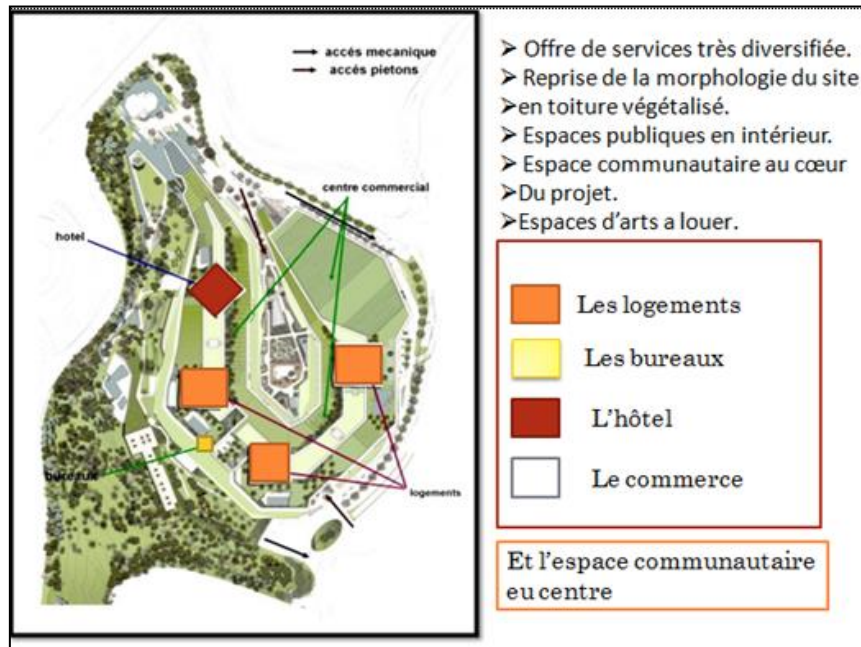 accés mecanique
accés pietons
centre commercial
hotel
bureaux
logements
➢ Offre de services très diversifiée.
➢ Reprise de la morphologie du site
➢en toiture végétalisé.
➢ Espaces publiques en intérieur.
➢ Espace communautaire au cœur
➢Du projet.
➢Espaces d'arts a louer.
Les logements
Les bureaux
L'hôtel
Le commerce
Et l'espace communautaire
eu centre